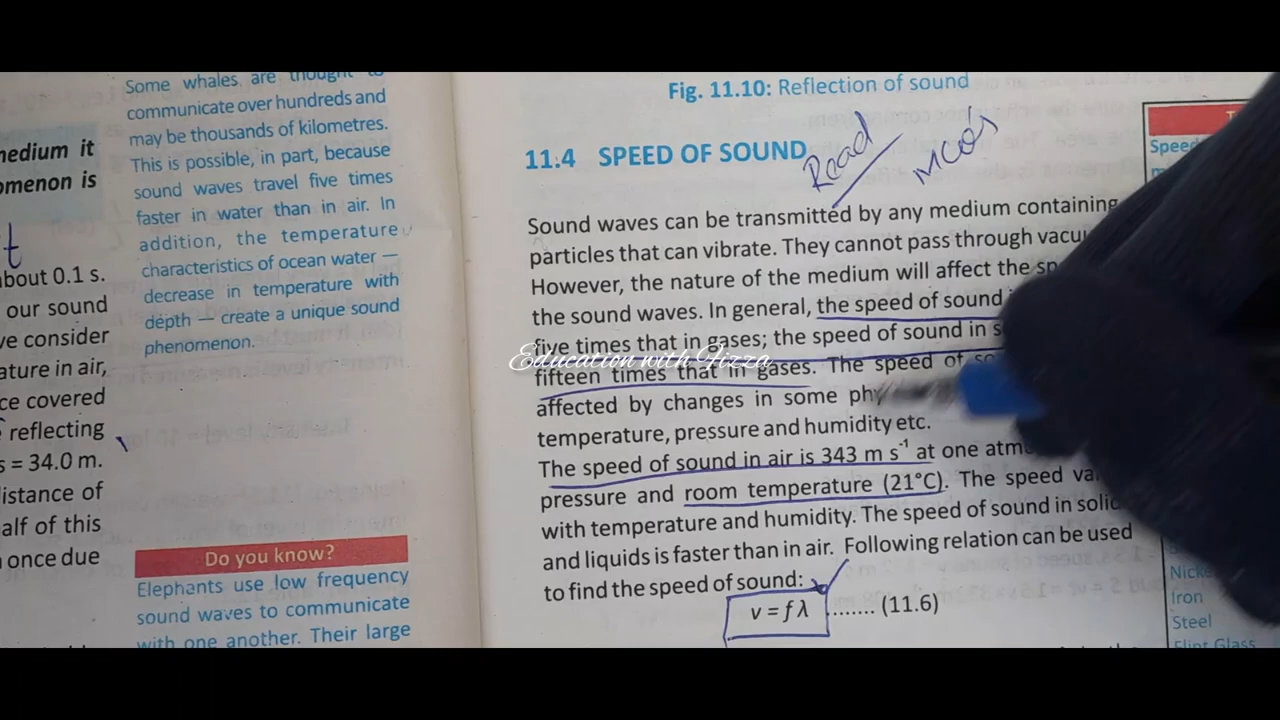 Some whales are thought to
communicate over hundreds and
may be thousands of kilometres.
This is possible, in part, because
sound waves travel five times
faster in water than in air. In
addition, the temperature
characteristics of ocean water —
decrease in temperature with
depth — create a unique sound
phenomenon.
medium it
omenon is
t
about 0.1 s.
our sound
ve consider
ature in air,
ce covered
reflecting
s = 34.0 m.
distance of
alf of this
once due
Do you know?
Elephants use low frequency
sound waves to communicate
with one another. Their large
Fig. 11.10: Reflection of sound
11.4 SPEED OF SOUND
Read
MCQs
Sound waves can be transmitted by any medium containing
particles that can vibrate. They cannot pass through vacu
However, the nature of the medium will affect the sp
the sound waves. In general, the speed of sound
five times that in gases; the speed of sound in s
Education with Fizza
fifteen times that in gases. The speed of so
affected by changes in some phy
temperature, pressure and humidity etc.
The speed of sound in air is 343 m s⁻¹ at one atm
pressure and room temperature (21°C). The speed va
with temperature and humidity. The speed of sound in solid
and liquids is faster than in air. Following relation can be used
to find the speed of sound:
v = f λ ........ (11.6)
Speed
Nicke
Iron
Steel
Flint Glass